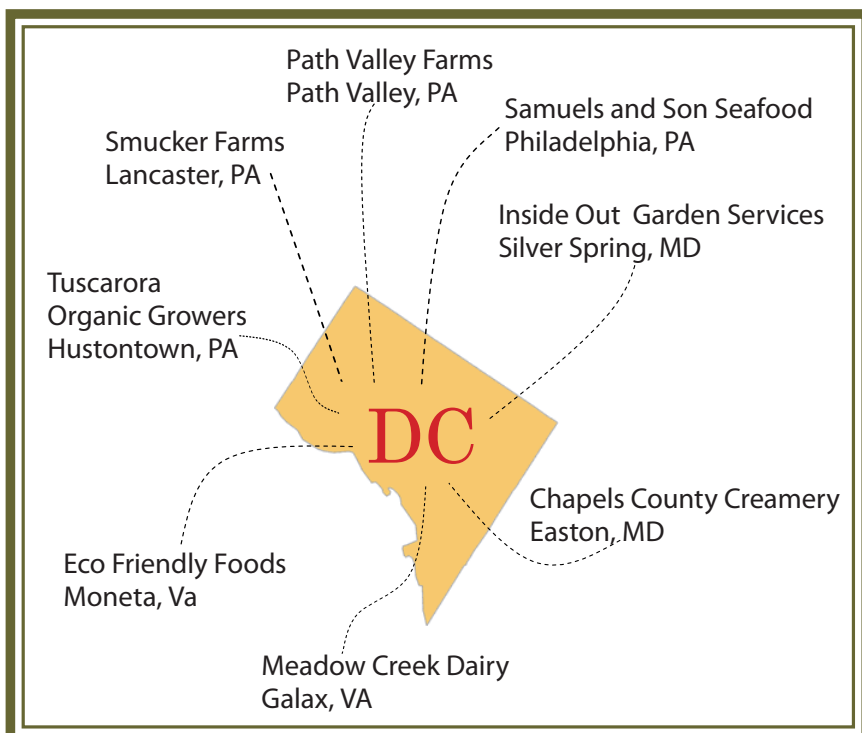 Path Valley Farms
Path Valley, PA
Samuels and Son Seafood
Philadelphia, PA
Smucker Farms
Lancaster, PA
Inside Out  Garden Services
Silver Spring, MD
Tuscarora
Organic Growers
Hustontown, PA
DC
Chapels County Creamery
Easton, MD
Eco Friendly Foods
Moneta, Va
Meadow Creek Dairy
Galax, VA